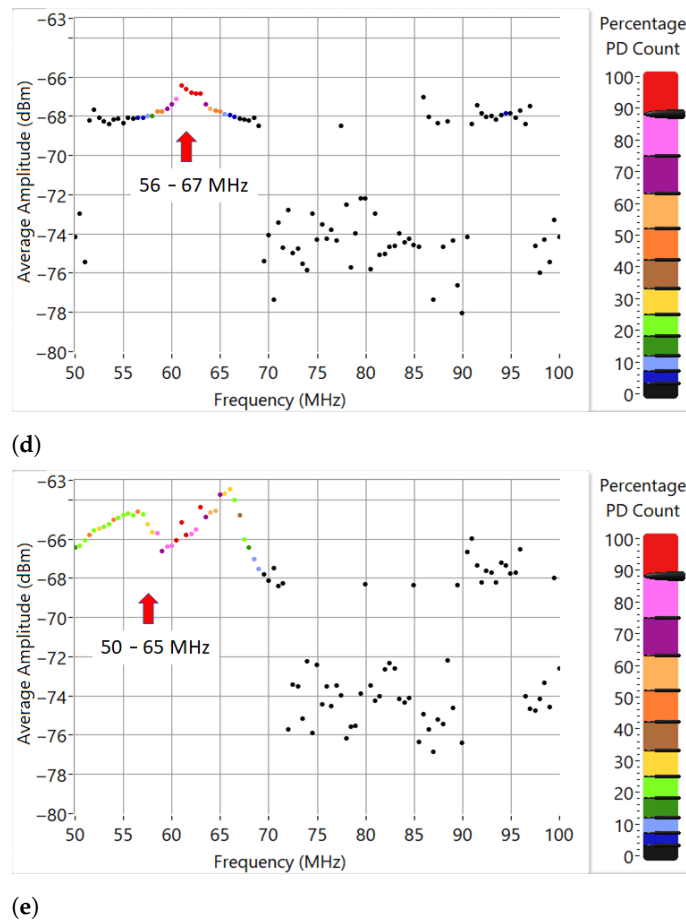 Percentage
PD Count
−63
−66
−68
−70
−72
−74
−76
−78
−80
Average Amplitude (dBm)
50 55 60 65 70 75 80 85 90 95 100
Frequency (MHz)
56 – 67 MHz
100
90
80
70
60
50
40
30
20
10
0
(d)
Percentage
PD Count
−63
−66
−68
−70
−72
−74
−76
−78
−80
Average Amplitude (dBm)
50 55 60 65 70 75 80 85 90 95 100
Frequency (MHz)
50 – 65 MHz
100
90
80
70
60
50
40
30
20
10
0
(e)